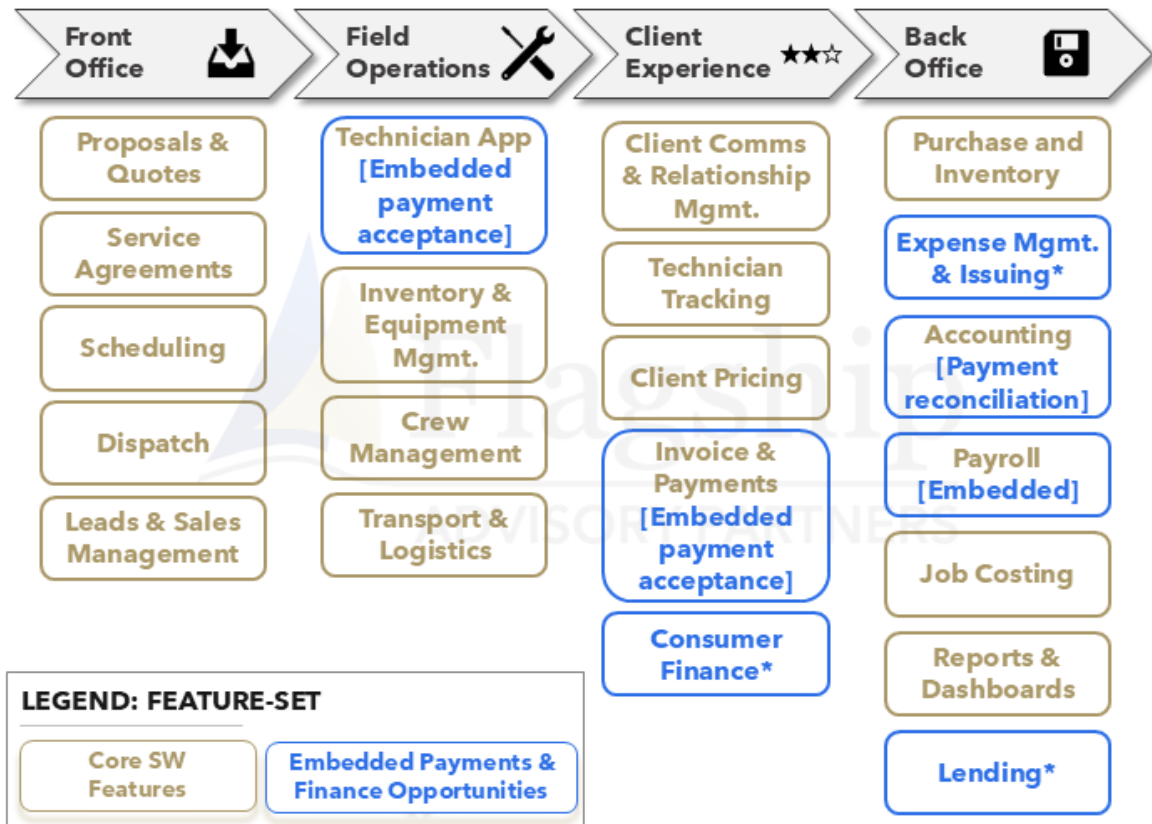 Front
Office
Field
Operations
Client
Experience
Back
Office
Proposals &
Quotes
Service
Agreements
Scheduling
Dispatch
Leads & Sales
Management
Technician App
[Embedded
payment
acceptance]
Inventory &
Equipment
Mgmt.
Crew
Management
Transport &
Logistics
Client Comms
& Relationship
Mgmt.
Technician
Tracking
Client Pricing
Invoice &
Payments
[Embedded
payment
acceptance]
Consumer
Finance*
Purchase and
Inventory
Expense Mgmt.
& Issuing*
Accounting
[Payment
reconciliation]
Payroll
[Embedded]
Job Costing
Reports &
Dashboards
Lending*
Flagship
ADVISORY PARTNERS
LEGEND: FEATURE-SET
Core SW
Features
Embedded Payments &
Finance Opportunities